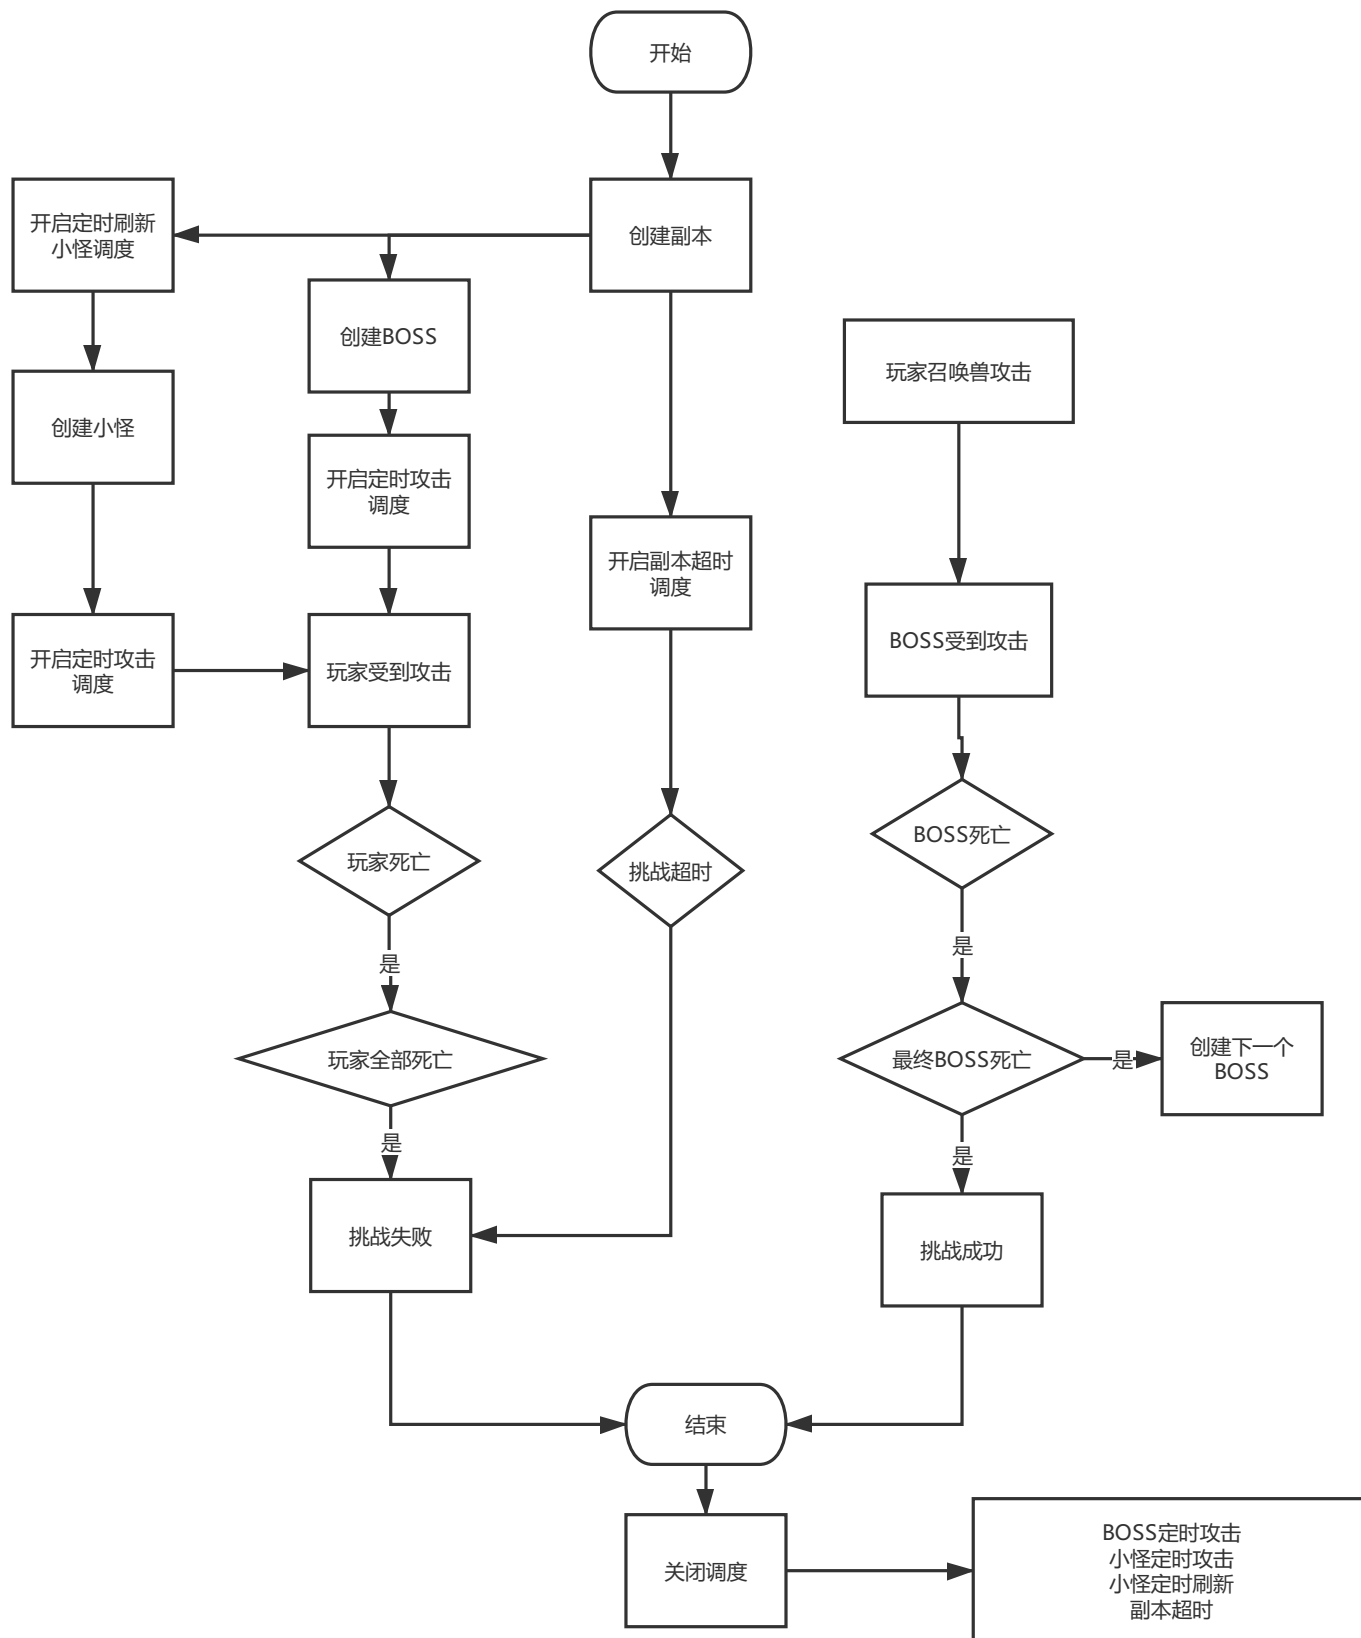 开始
开启定时刷新
小怪调度
创建副本
创建BOSS
玩家召唤兽攻击
创建小怪
开启定时攻击
调度
开启副本超时
调度
BOSS受到攻击
开启定时攻击
调度
玩家受到攻击
BOSS死亡
玩家死亡
挑战超时
是
是
玩家全部死亡
最终BOSS死亡
是
创建下一个
BOSS
是
是
挑战失败
挑战成功
结束
关闭调度
BOSS定时攻击
小怪定时攻击
小怪定时刷新
副本超时